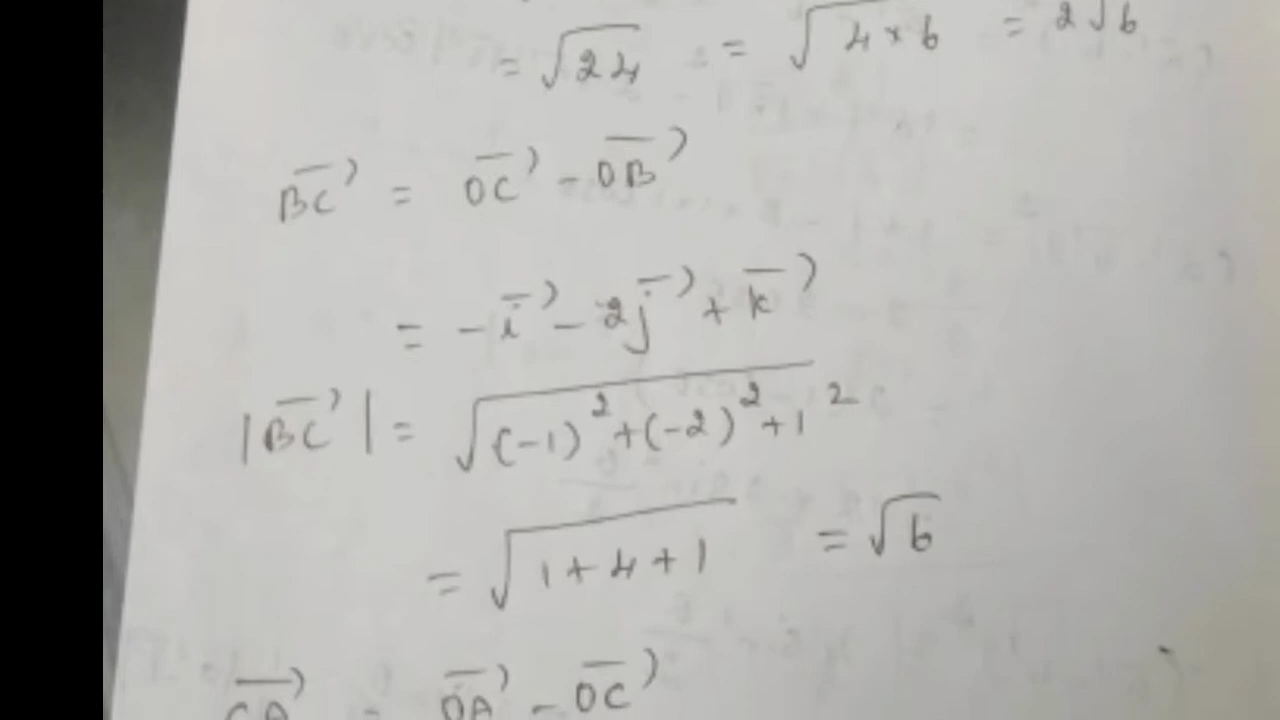 = √24 = √4×6 = 2√6
BC→ = OC→ - OB→
= -i→ - 2j→ + k→
|BC→| = √(-1)²+(-2)²+1²
= √1+4+1 = √6
CA→ = OA→ - OC→